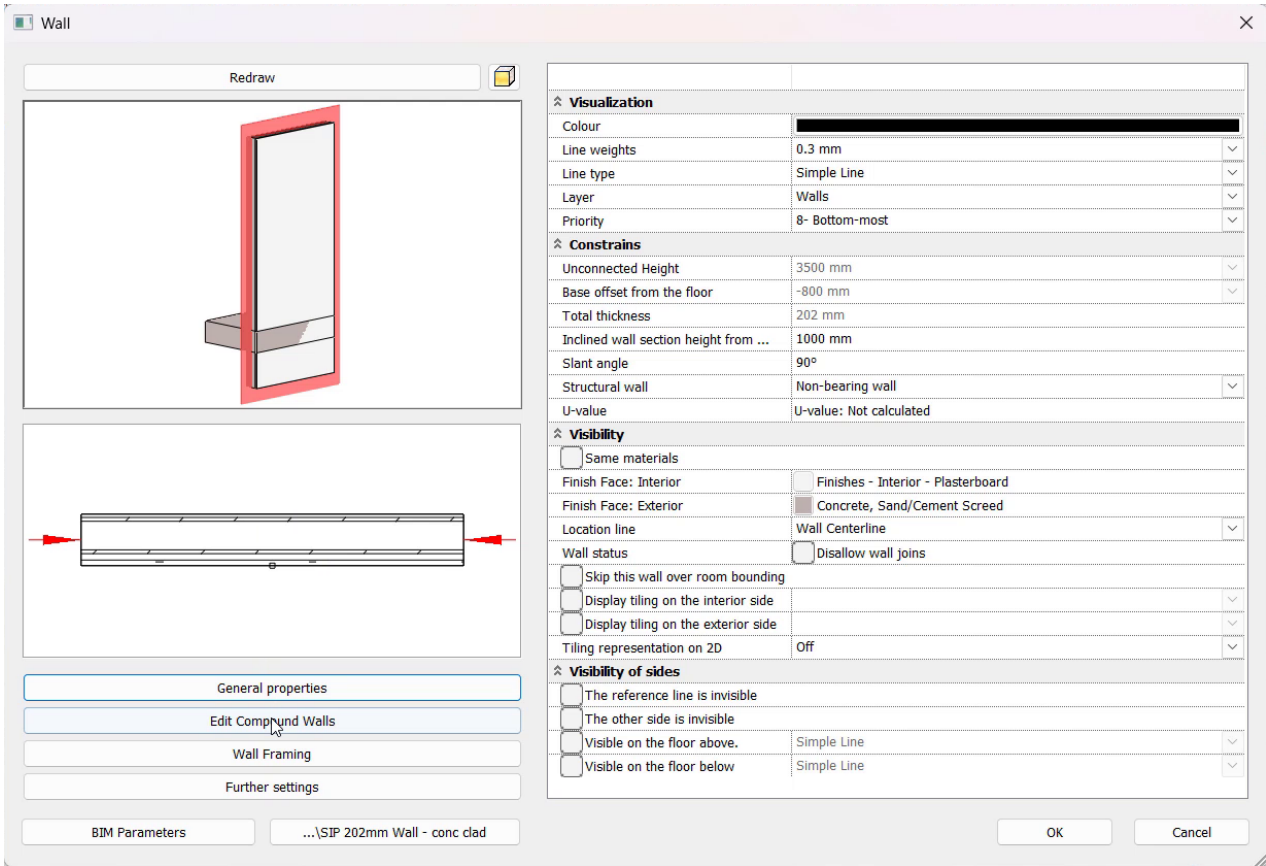 Wall
Redraw
Visualization
Colour
Line weights 0.3 mm
Line type Simple Line
Layer Walls
Priority 8- Bottom-most
Constrains
Unconnected Height 3500 mm
Base offset from the floor -800 mm
Total thickness 202 mm
Inclined wall section height from ... 1000 mm
Slant angle 90º
Structural wall Non-bearing wall
U-value U-value: Not calculated
Visibility
Same materials
Finish Face: Interior Finishes - Interior - Plasterboard
Finish Face: Exterior Concrete, Sand/Cement Screed
Location line Wall Centerline
Wall status Disallow wall joins
Skip this wall over room bounding
Display tiling on the interior side
Display tiling on the exterior side
Tiling representation on 2D Off
Visibility of sides
The reference line is invisible
The other side is invisible
Visible on the floor above. Simple Line
Visible on the floor below Simple Line
General properties
Edit Compound Walls
Wall Framing
Further settings
BIM Parameters
...\SIP 202mm Wall - conc clad
OK
Cancel